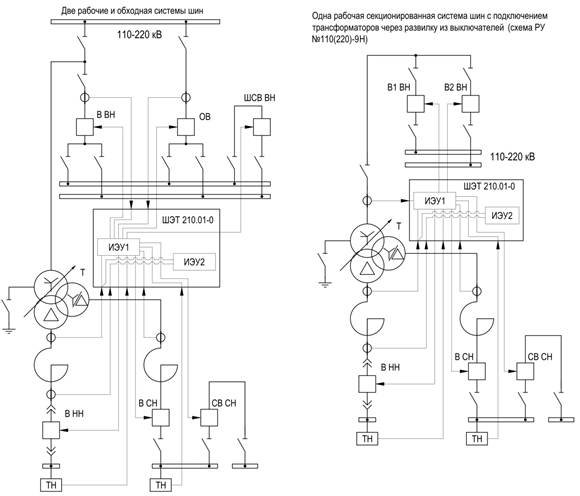 Две рабочие и обходная системы шин
110-220 кВ
В ВН
ОВ
ШСВ ВН
ШЭТ 210.01-0
ИЭУ1
ИЭУ2
Т
В НН
В СН
СВ СН
ТН
ТН
Одна рабочая секционированная система шин с подключением
трансформаторов через развилку из выключателей (схема РУ
№110(220)-9Н)
В1 ВН
В2 ВН
110-220 кВ
ШЭТ 210.01-0
ИЭУ1
ИЭУ2
Т
В НН
В СН
СВ СН
ТН
ТН